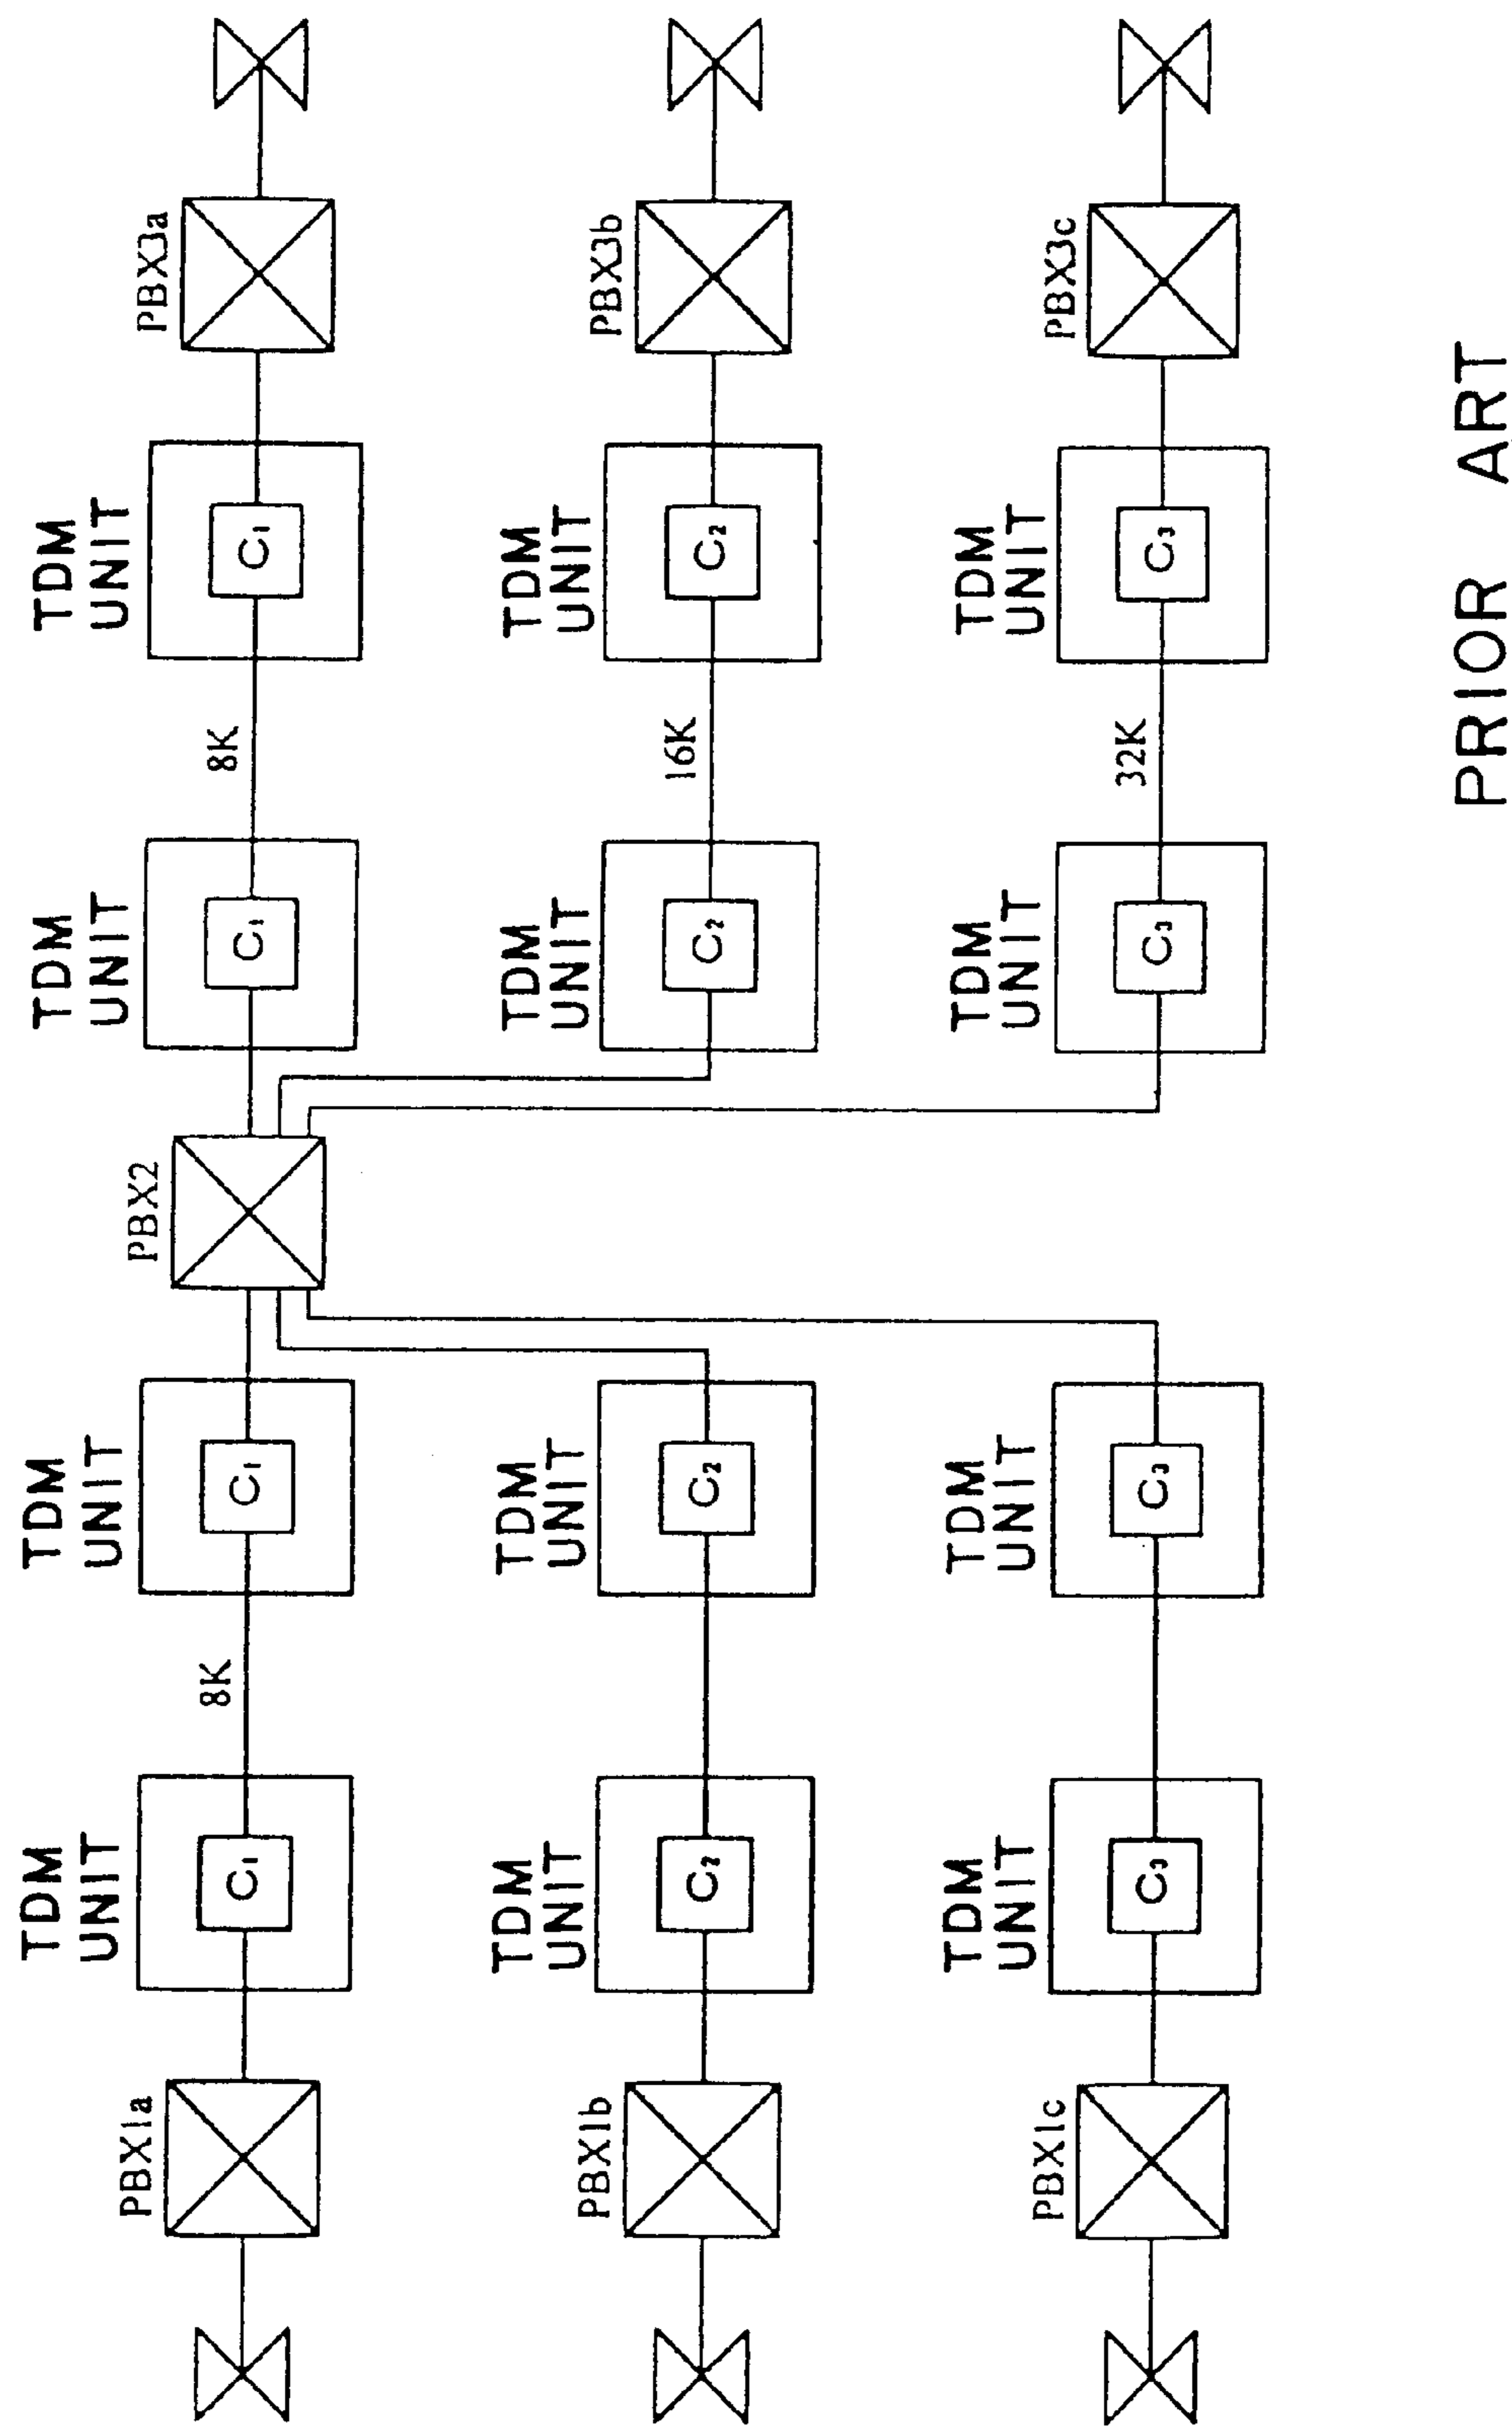 PBX1a
TDM
UNIT
C1
8K
TDM
UNIT
C1
PBX2
TDM
UNIT
C1
8K
TDM
UNIT
C1
PBX3a
PBX1b
TDM
UNIT
C2
TDM
UNIT
C2
TDM
UNIT
C2
16K
TDM
UNIT
C2
PBX3b
PBX1c
TDM
UNIT
C3
TDM
UNIT
C3
TDM
UNIT
C3
32K
TDM
UNIT
C3
PBX3c
PRIOR ART